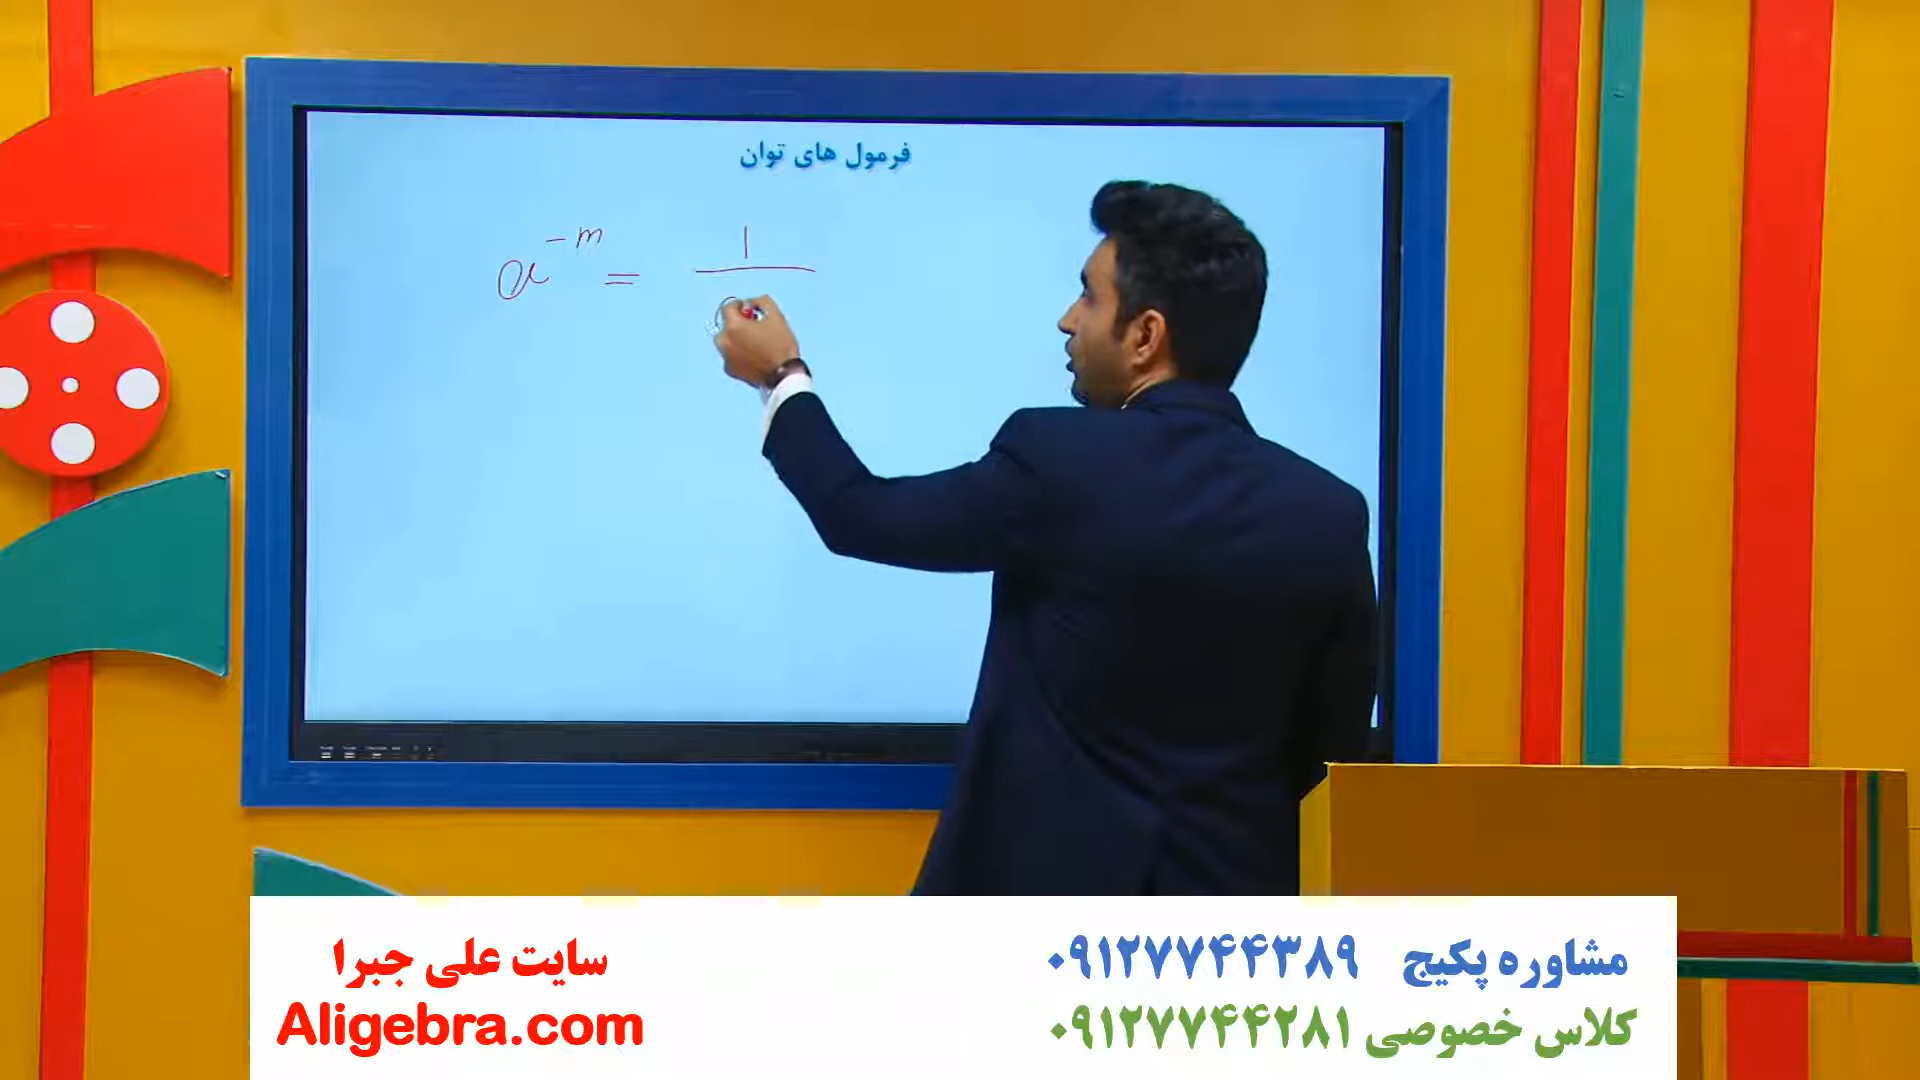 فرمول های توان
a^-m = 1/a
سایت علی جبرا
Aligebra.com
مشاوره پکیج ۰۹۱۲۷۷۴۴۳۸۹
کلاس خصوصی ۰۹۱۲۷۷۴۴۲۸۱